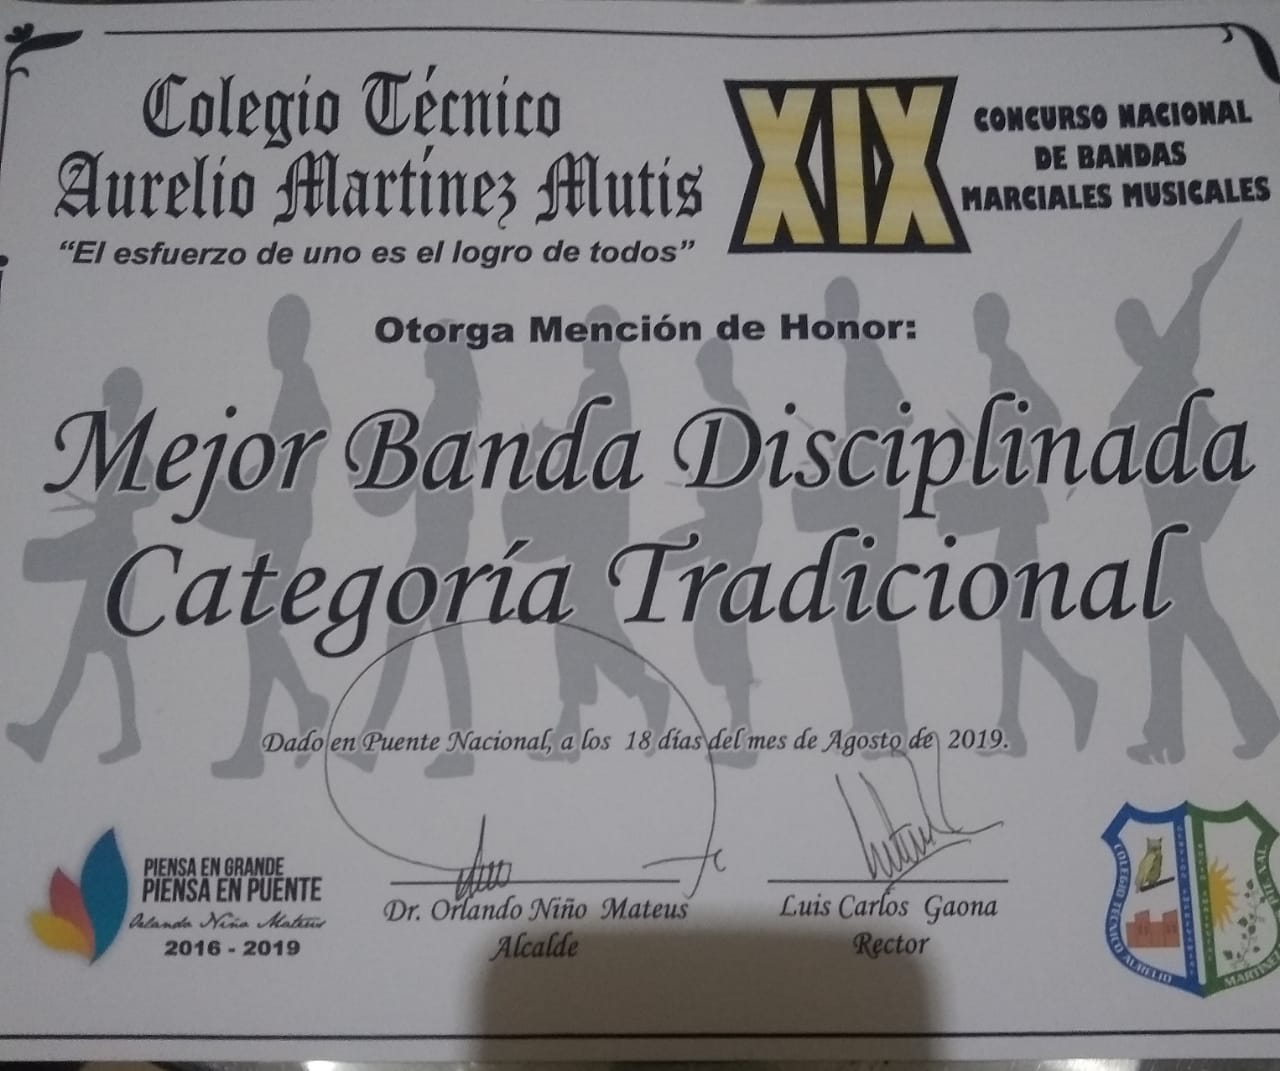 Colegio Técnico
Aurelio Martínez Mutis
“El esfuerzo de uno es el logro de todos”
XIX
CONCURSO NACIONAL
DE BANDAS
MARCIALES MUSICALES
Otorga Mención de Honor:
Mejor Banda Disciplinada
Categoría Tradicional
Dado en Puente Nacional, a los 18 días del mes de Agosto de 2019.
PIENSA EN GRANDE
PIENSA EN PUENTE
Orlando Niño Mateus
2016 - 2019
Dr. Orlando Niño Mateus
Alcalde
Luis Carlos Gaona
Rector
COLEGIO TECNICO AURELIO